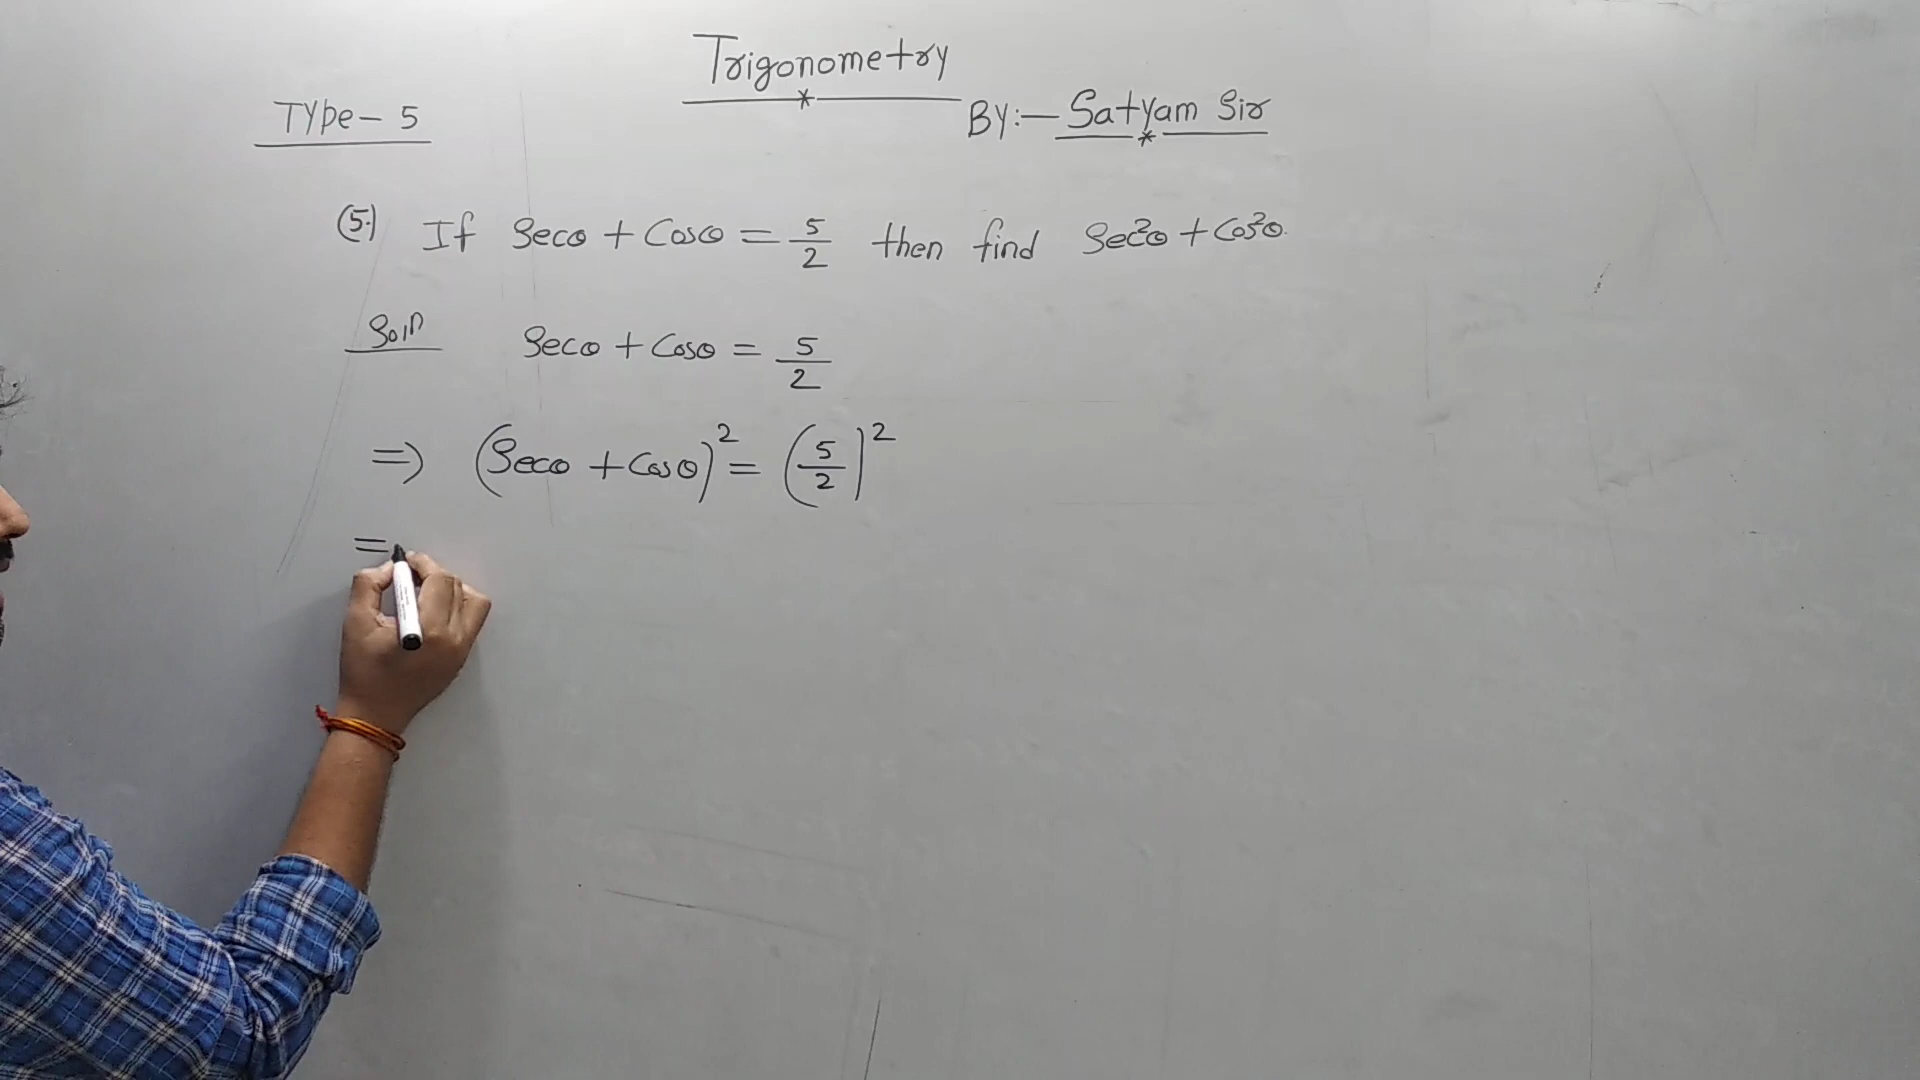 Trigonometry
Type - 5
BY:- Satyam Sir
(5.) If Secθ + Cosθ = 5/2 then find Sec²θ + Cos²θ.
Soln Secθ + Cosθ = 5/2
=> (Secθ + Cosθ)² = (5/2)²
=